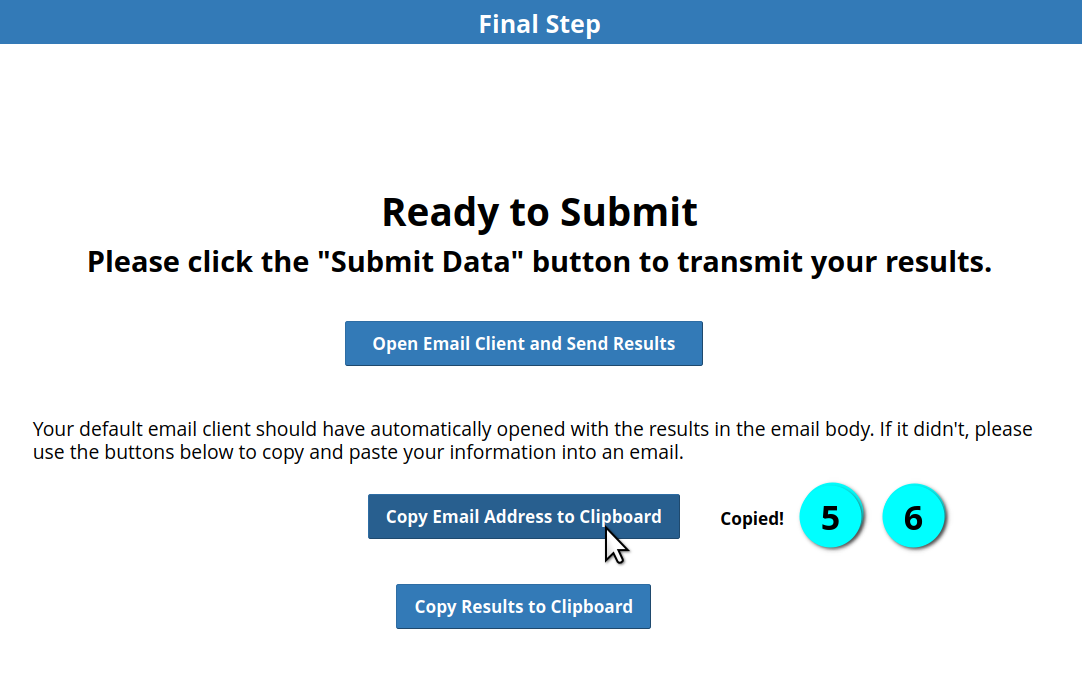 Final Step
Ready to Submit
Please click the "Submit Data" button to transmit your results.
Open Email Client and Send Results
Your default email client should have automatically opened with the results in the email body. If it didn't, please
use the buttons below to copy and paste your information into an email.
Copy Email Address to Clipboard Copied! 5 6
Copy Results to Clipboard